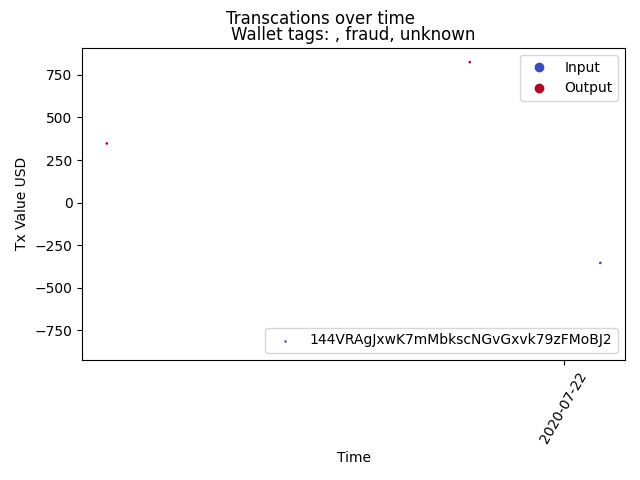 Transcations over time
Wallet tags: , fraud, unknown
Tx Value USD
750
500
250
0
−250
−500
−750
Input
Output
144VRAgJxwK7mMbkscNGvGxvk79zFMoBJ2
2020-07-22
Time